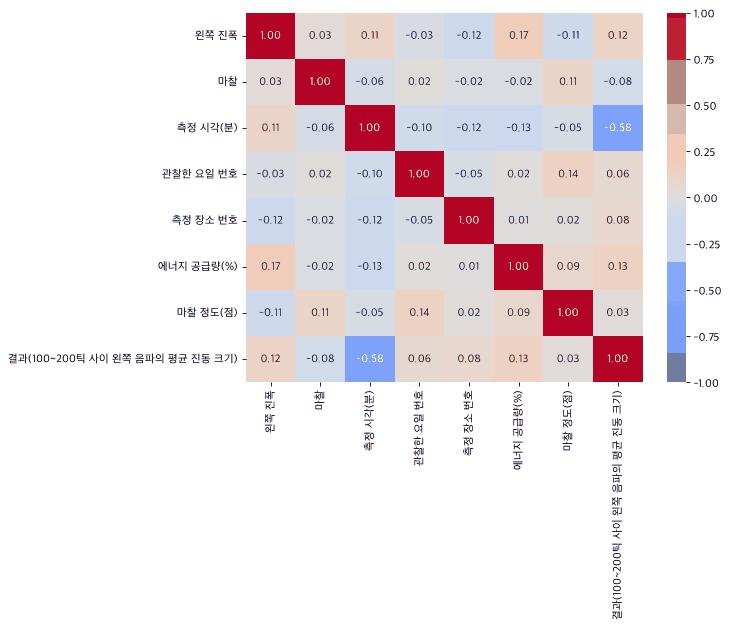 왼쪽 진폭 1.00 0.03 0.11 -0.03 -0.12 0.17 -0.11 0.12
마찰 0.03 1.00 -0.06 0.02 -0.02 -0.02 0.11 -0.08
측정 시각(분) 0.11 -0.06 1.00 -0.10 -0.12 -0.13 -0.05 -0.58
관찰한 요일 번호 -0.03 0.02 -0.10 1.00 -0.05 0.02 0.14 0.06
측정 장소 번호 -0.12 -0.02 -0.12 -0.05 1.00 0.01 0.02 0.08
에너지 공급량(%) 0.17 -0.02 -0.13 0.02 0.01 1.00 0.09 0.13
마찰 정도(점) -0.11 0.11 -0.05 0.14 0.02 0.09 1.00 0.03
결과(100~200틱 사이 왼쪽 음파의 평균 진동 크기) 0.12 -0.08 -0.58 0.06 0.08 0.13 0.03 1.00
왼쪽 진폭
마찰
측정 시각(분)
관찰한 요일 번호
측정 장소 번호
에너지 공급량(%)
마찰 정도(점)
결과(100~200틱 사이 왼쪽 음파의 평균 진동 크기)
1.00
0.75
0.50
0.25
0.00
-0.25
-0.50
-0.75
-1.00